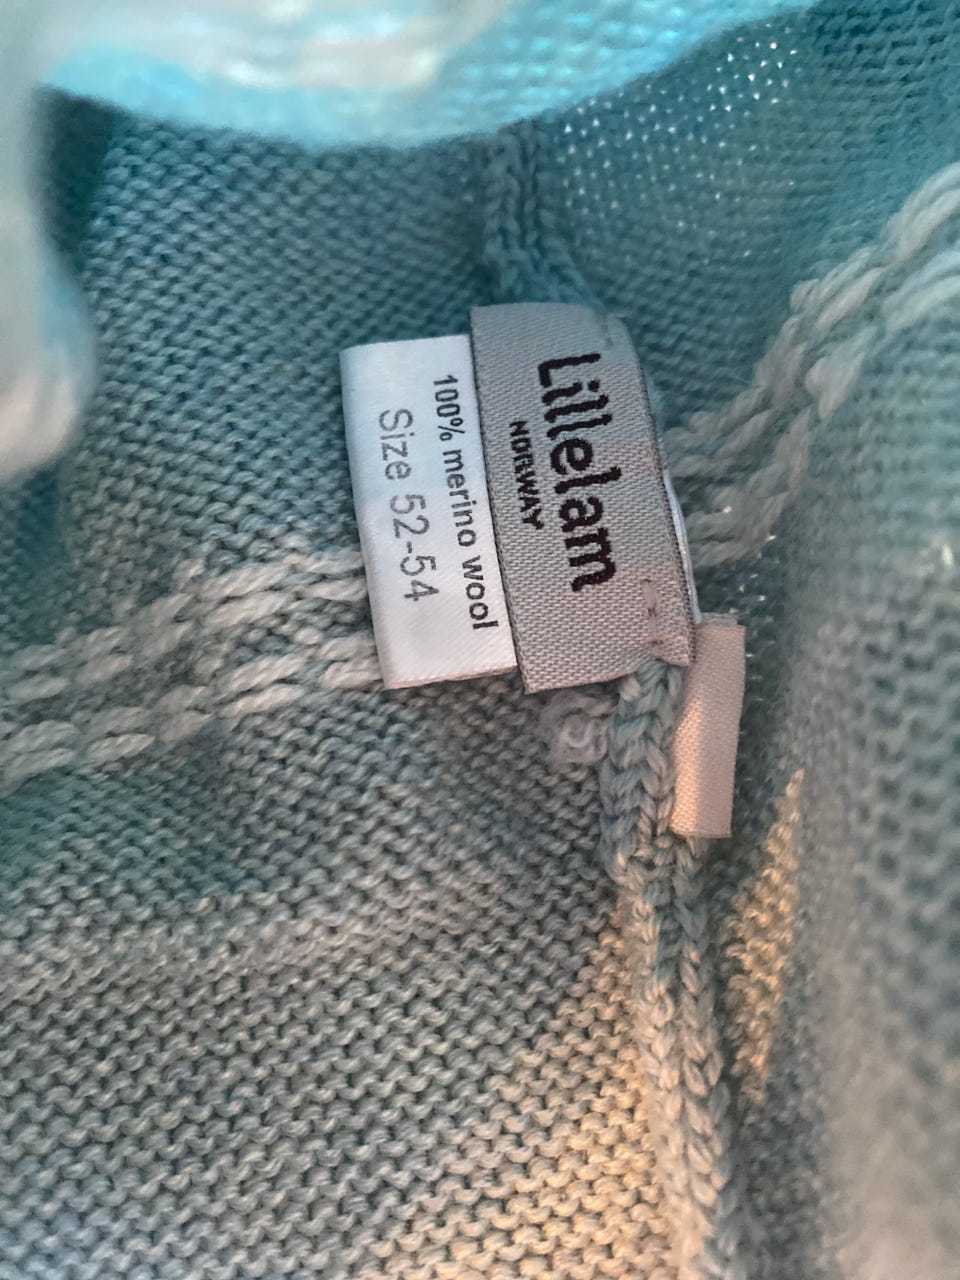 Lillelam
NORWAY
100% merino wool
Size 52-54